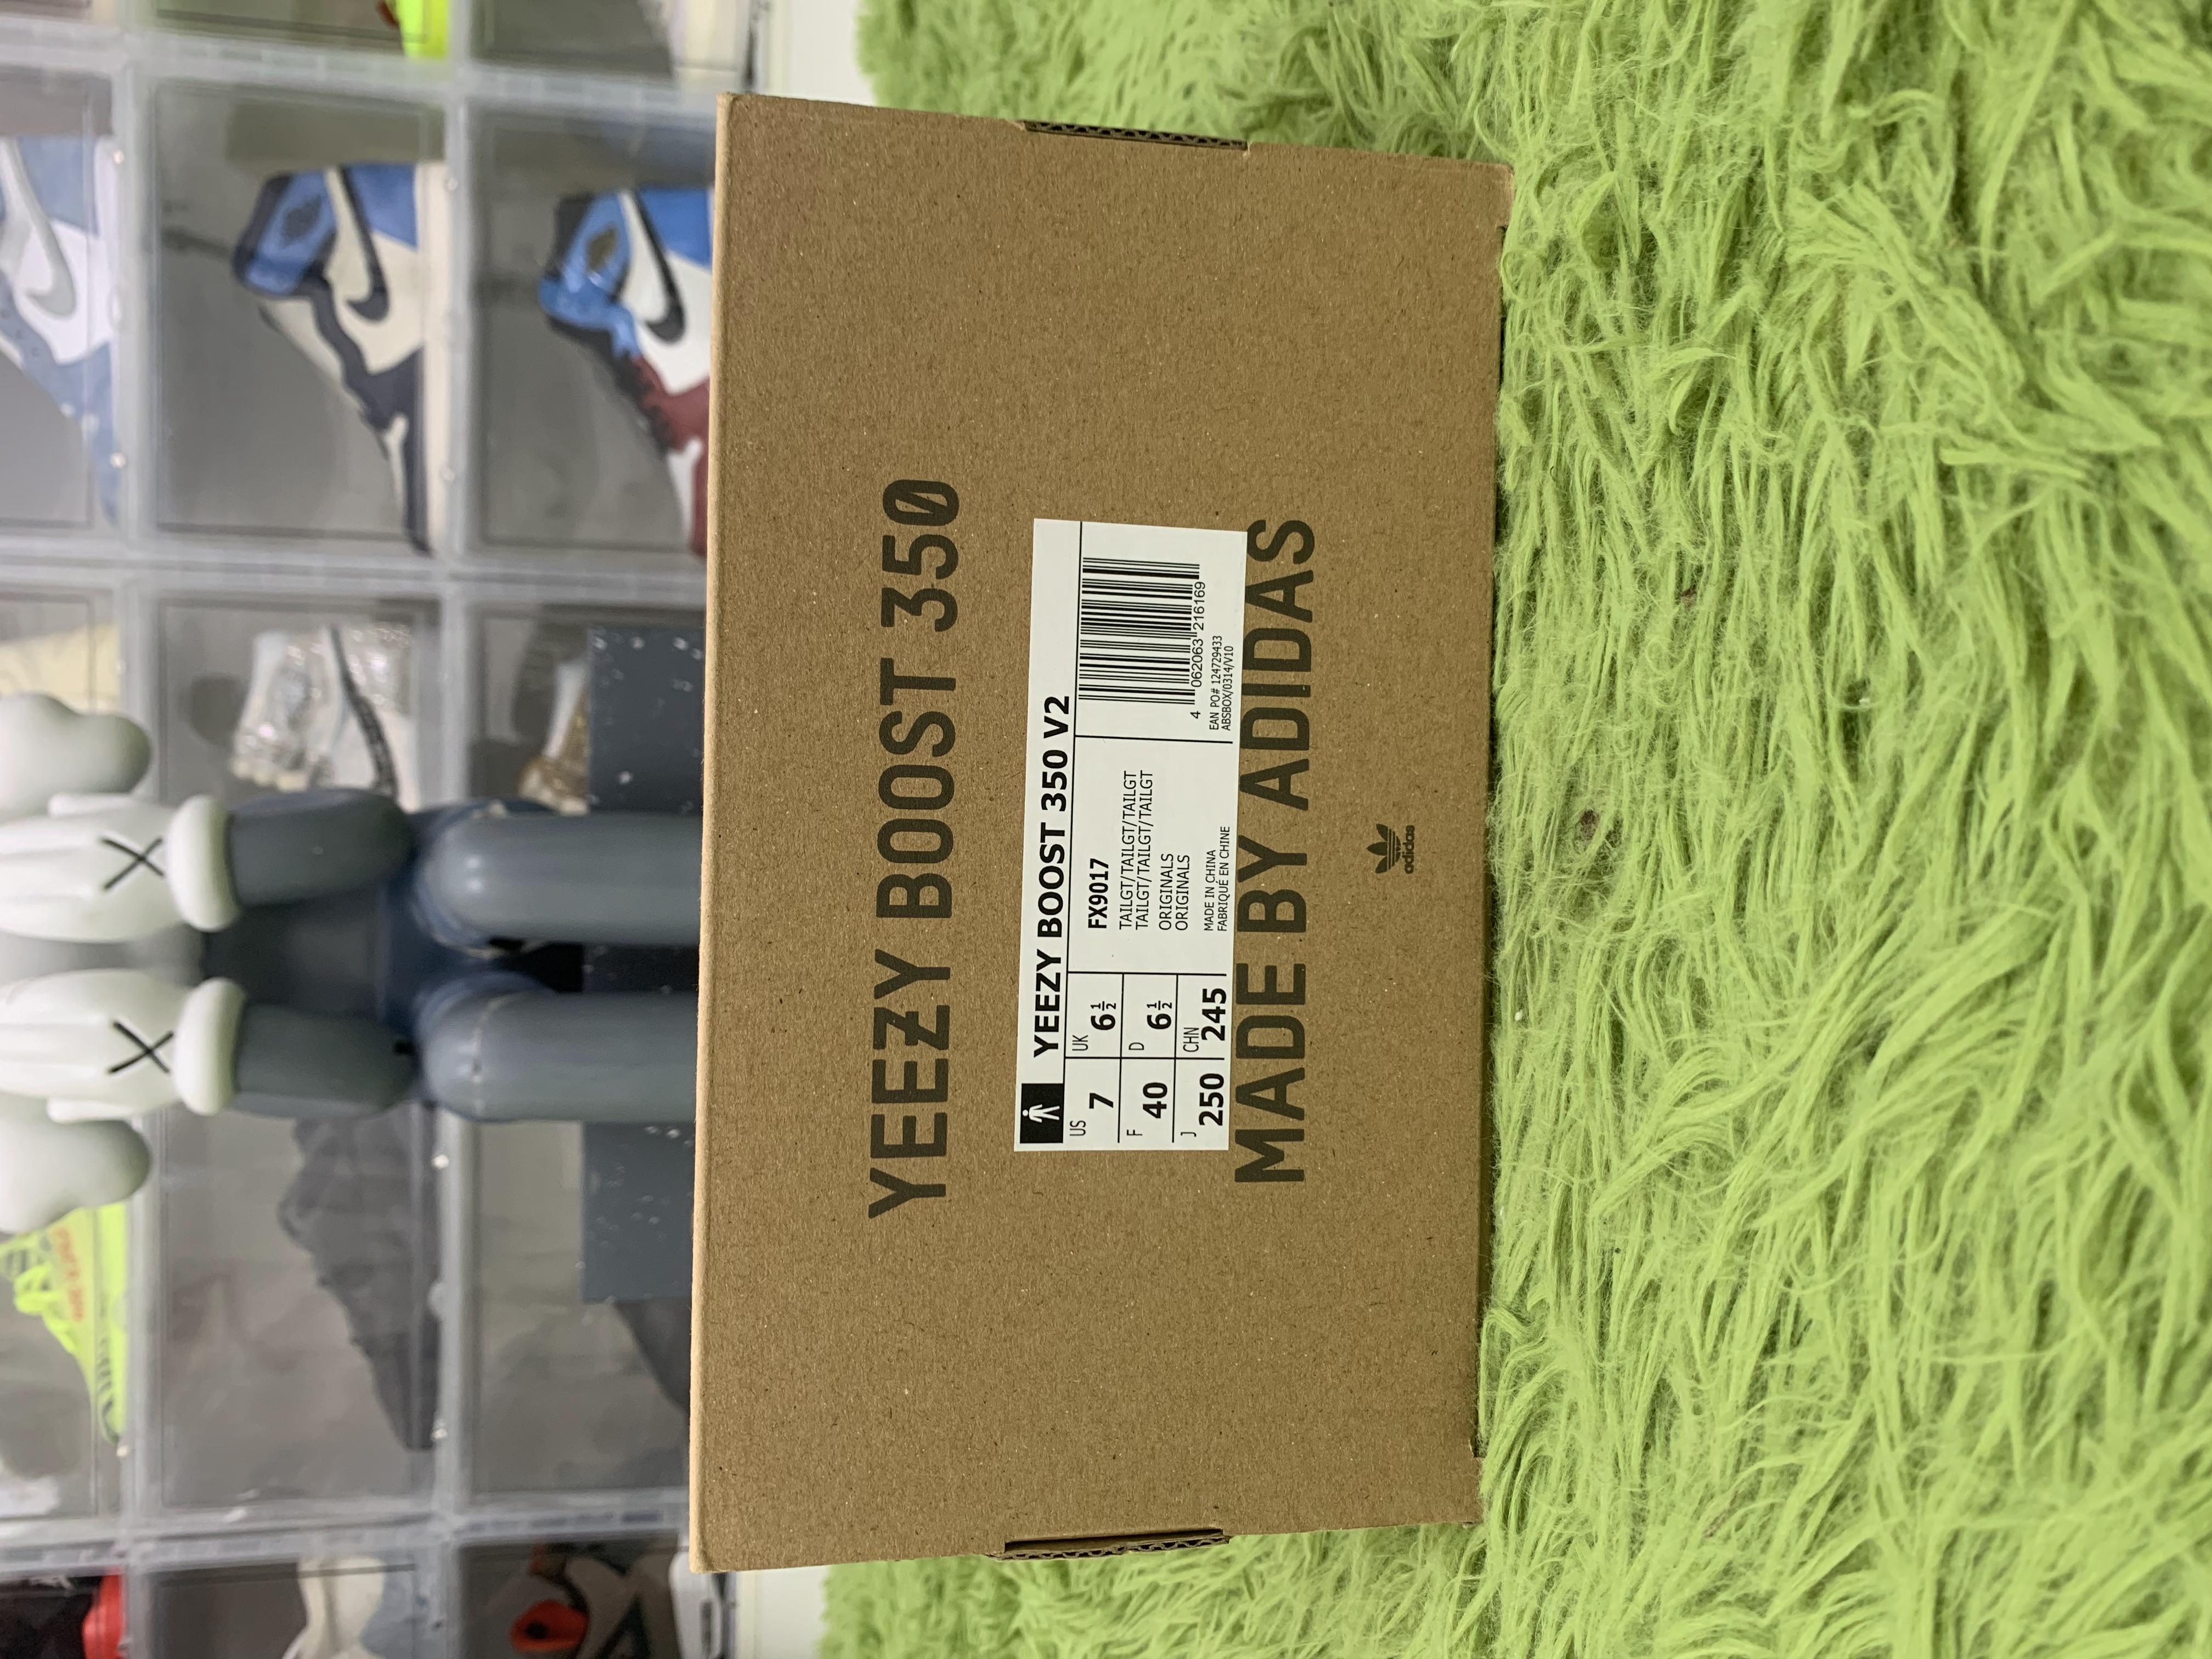 YEEZY BOOST 350
YEEZY BOOST 350 V2
US
7
UK
6½
F
40
D
6½
J
250
CHN
245
FX9017
TAILGT/TAILGT/TAILGT
TAILGT/TAILGT/TAILGT
ORIGINALS
ORIGINALS
MADE IN CHINA
FABRIQUÉ EN CHINE
4 062063 216169
EAN PO# 124729433
ABSBOX/0314/V10
MADE BY ADIDAS
adidas